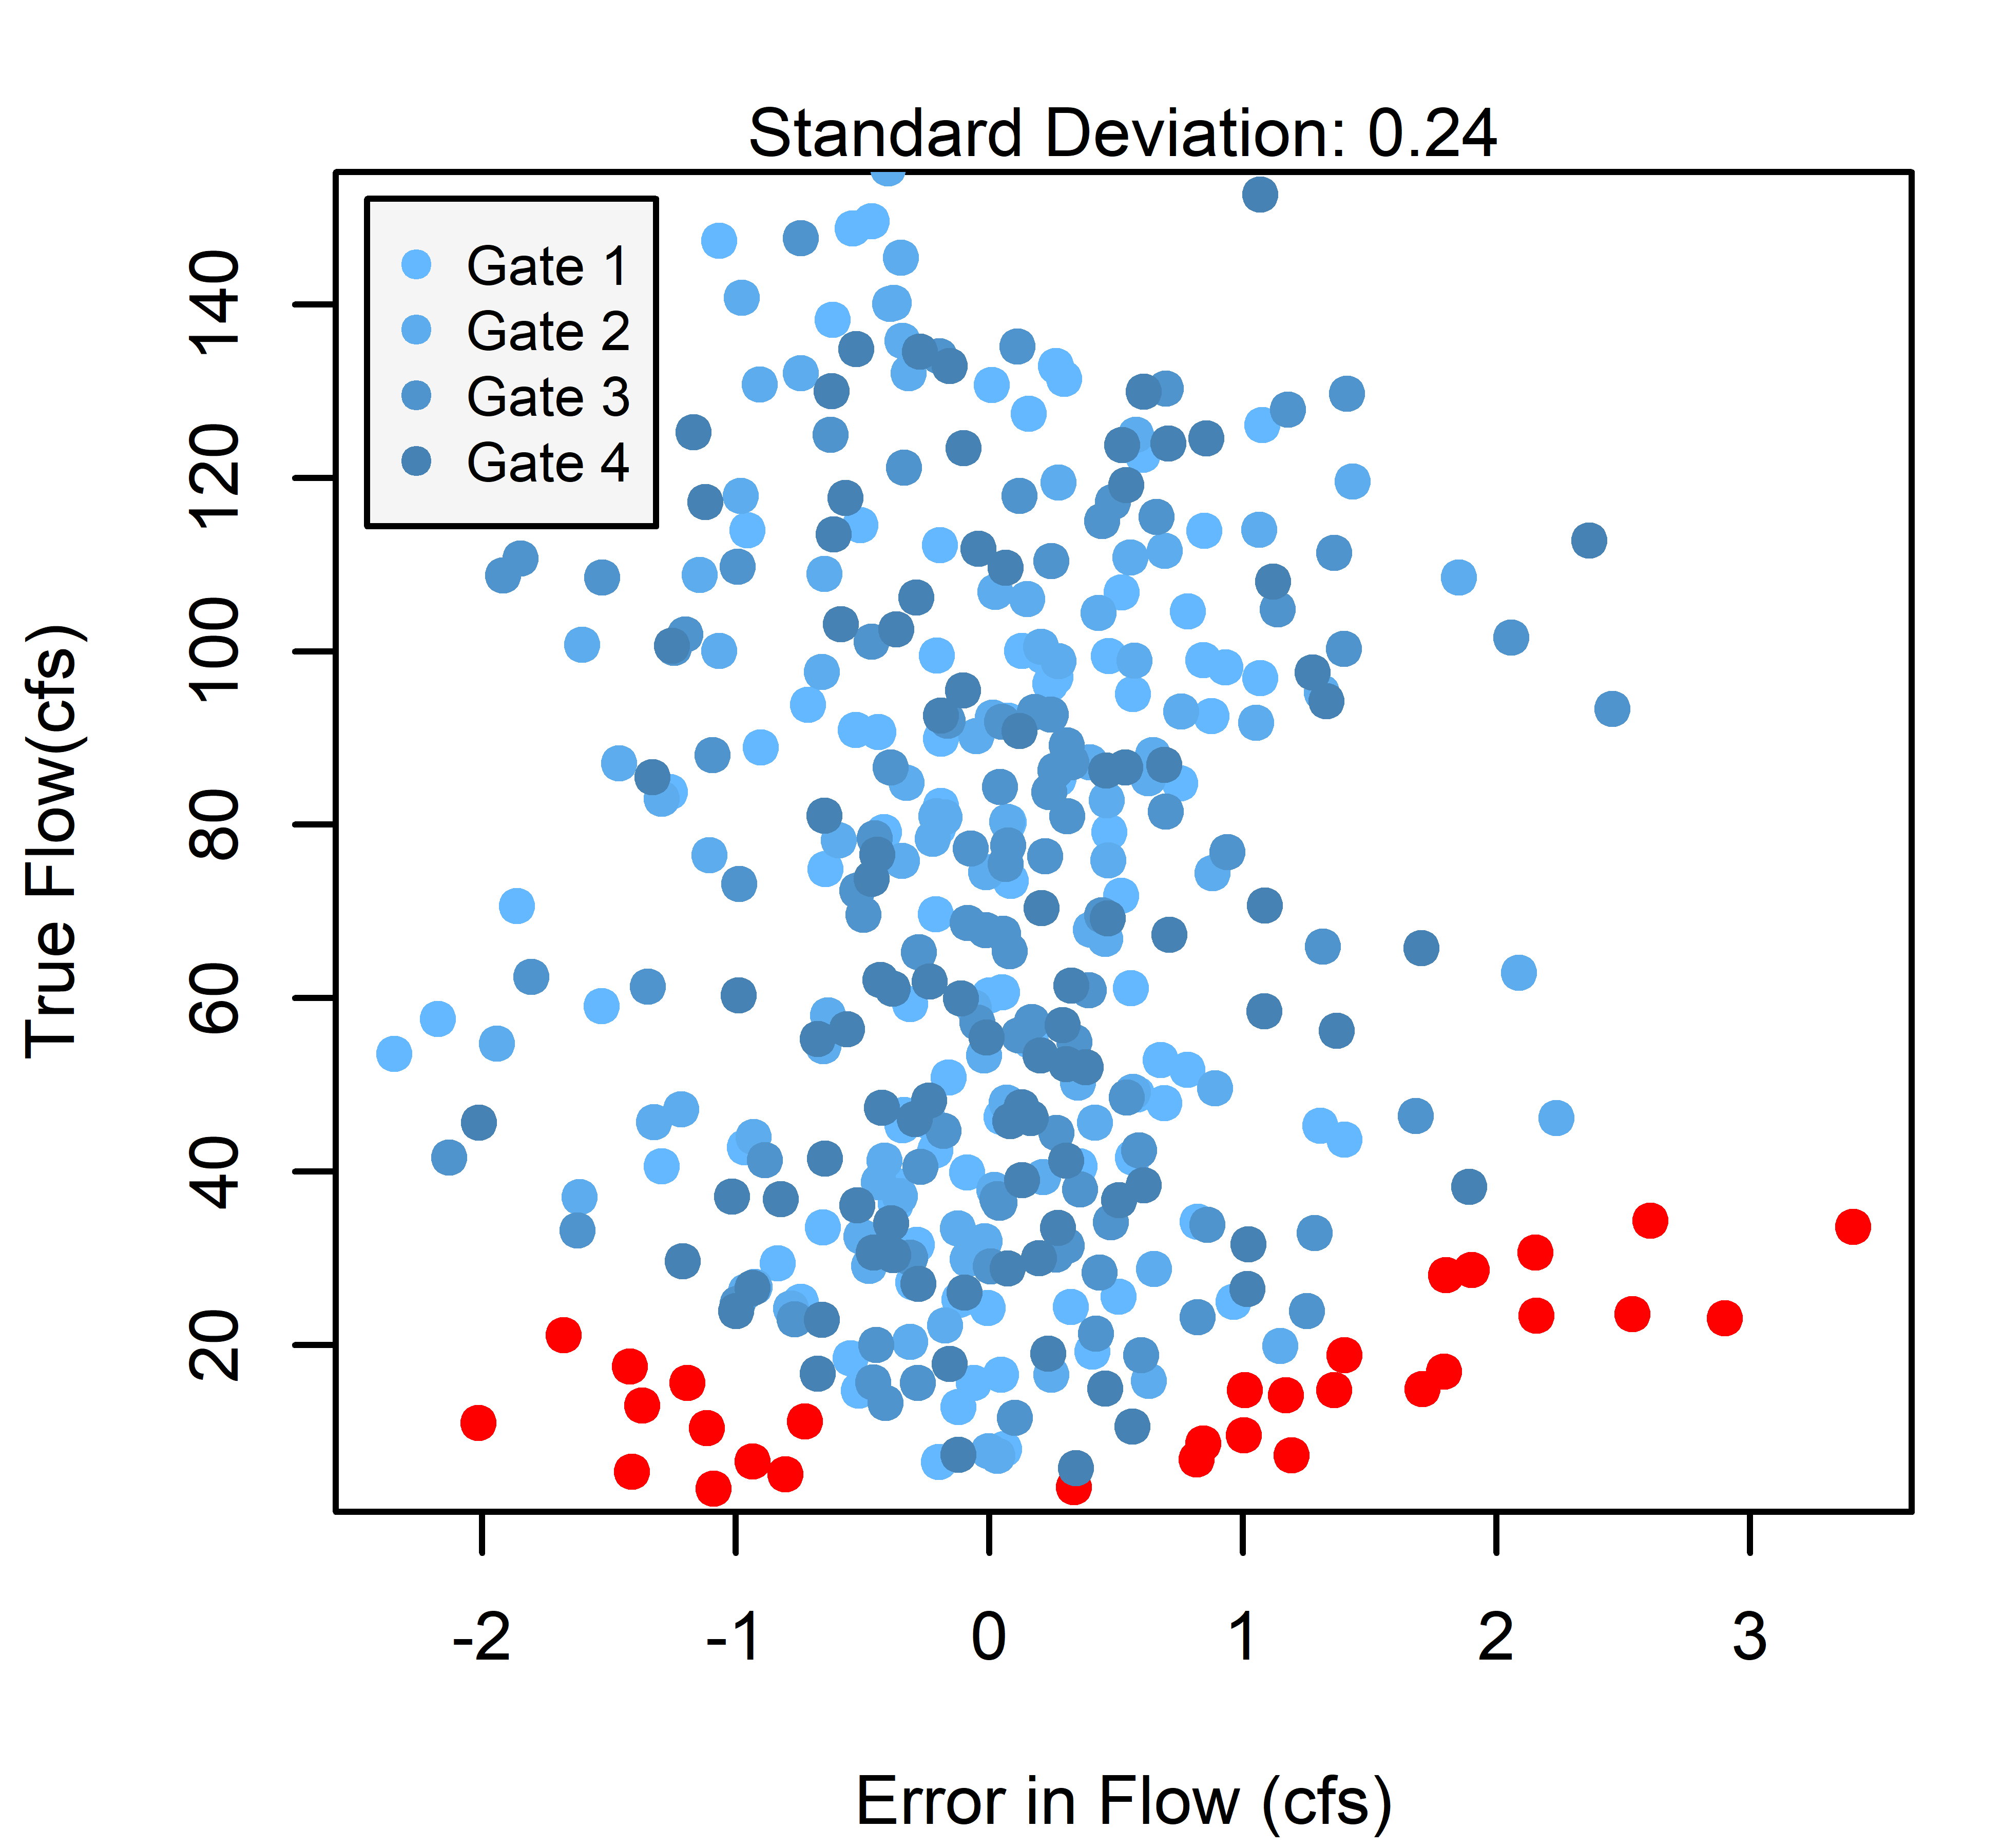 Standard Deviation: 0.24
Gate 1
Gate 2
Gate 3
Gate 4
True Flow(cfs)
140
120
100
80
60
40
20
-2 -1 0 1 2 3
Error in Flow (cfs)